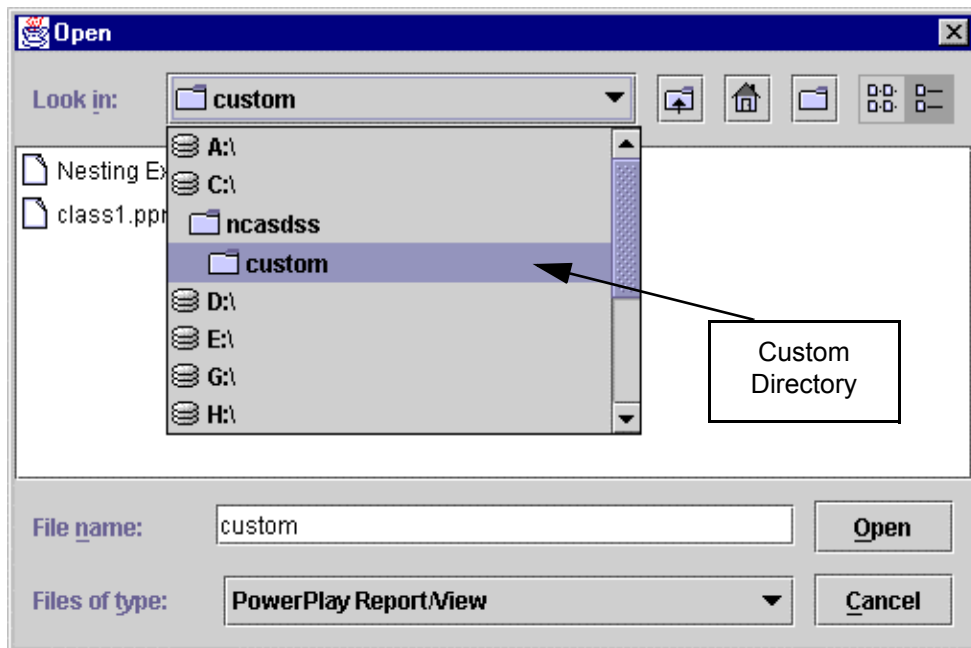 Open
Look in:
custom
A:\
C:\
ncasdss
custom
D:\
E:\
G:\
H:\
Nesting
class1.ppr
Custom
Directory
File name:
custom
Open
Files of type:
PowerPlay Report/View
Cancel